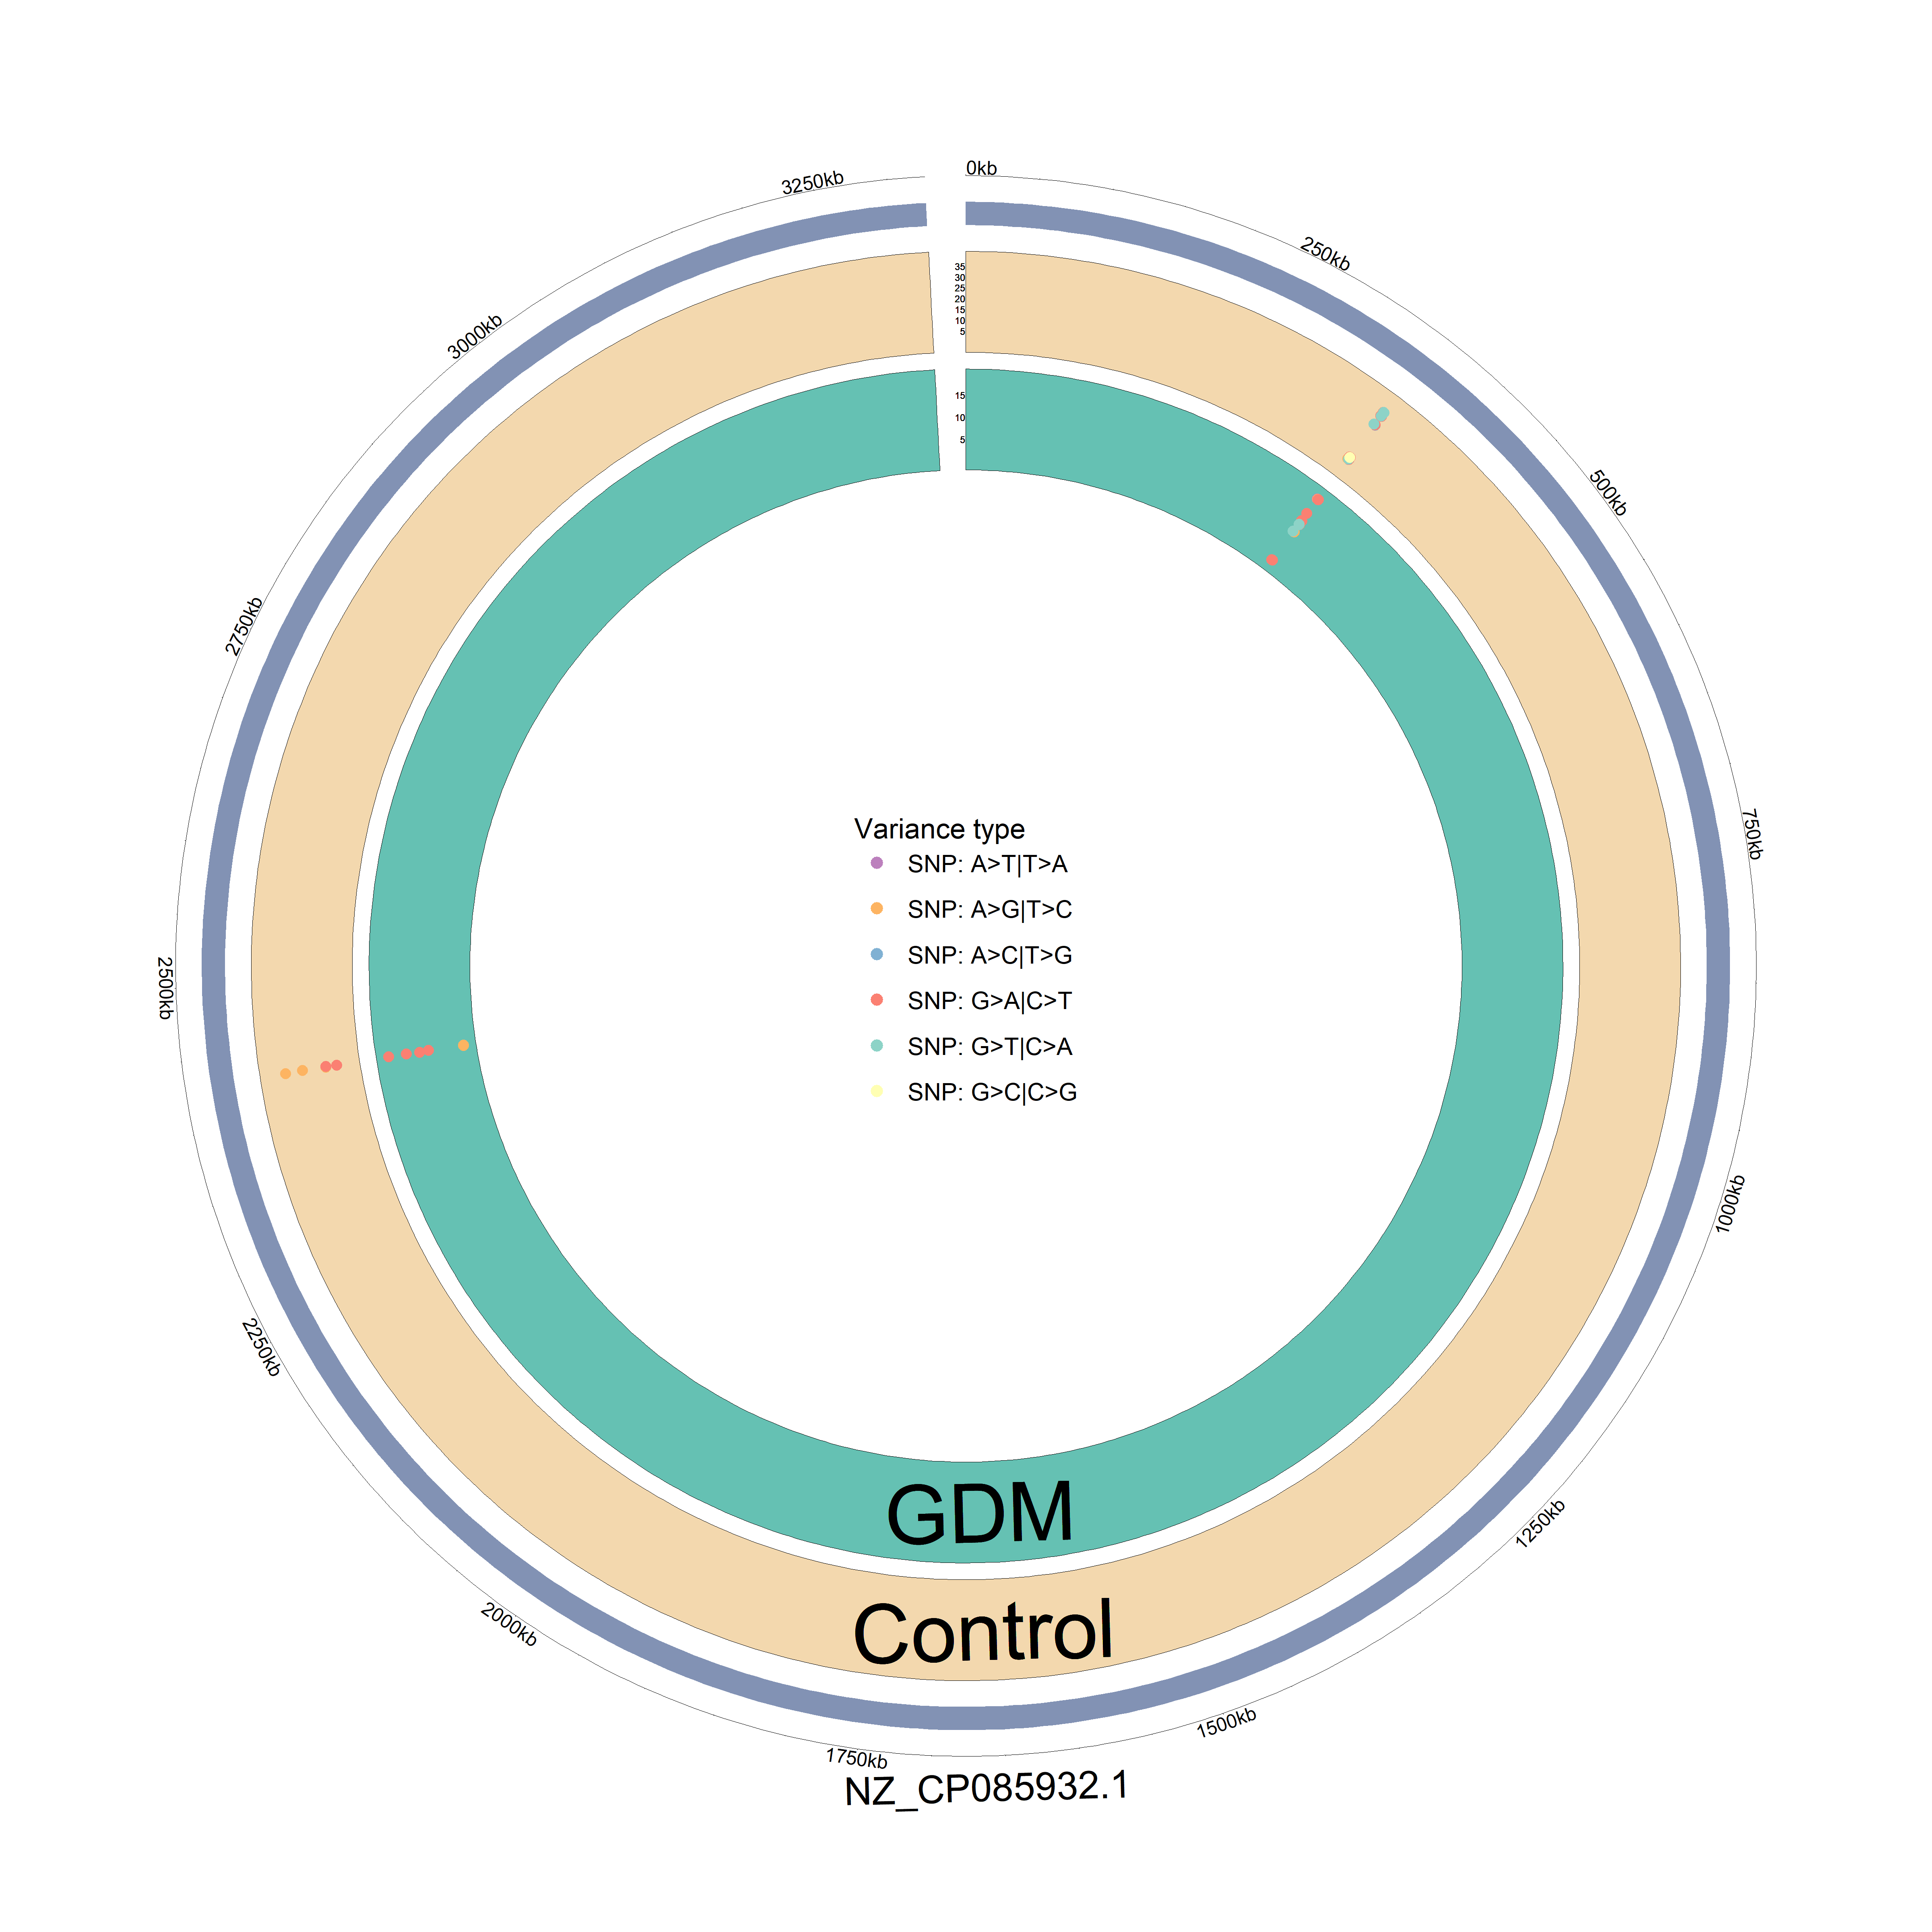 0kb
250kb
500kb
750kb
1000kb
1250kb
1500kb
1750kb
2000kb
2250kb
2500kb
2750kb
3000kb
3250kb
35
30
25
20
15
10
5
15
10
5
Variance type
SNP: A>T|T>A
SNP: A>G|T>C
SNP: A>C|T>G
SNP: G>A|C>T
SNP: G>T|C>A
SNP: G>C|C>G
GDM
Control
NZ_CP085932.1